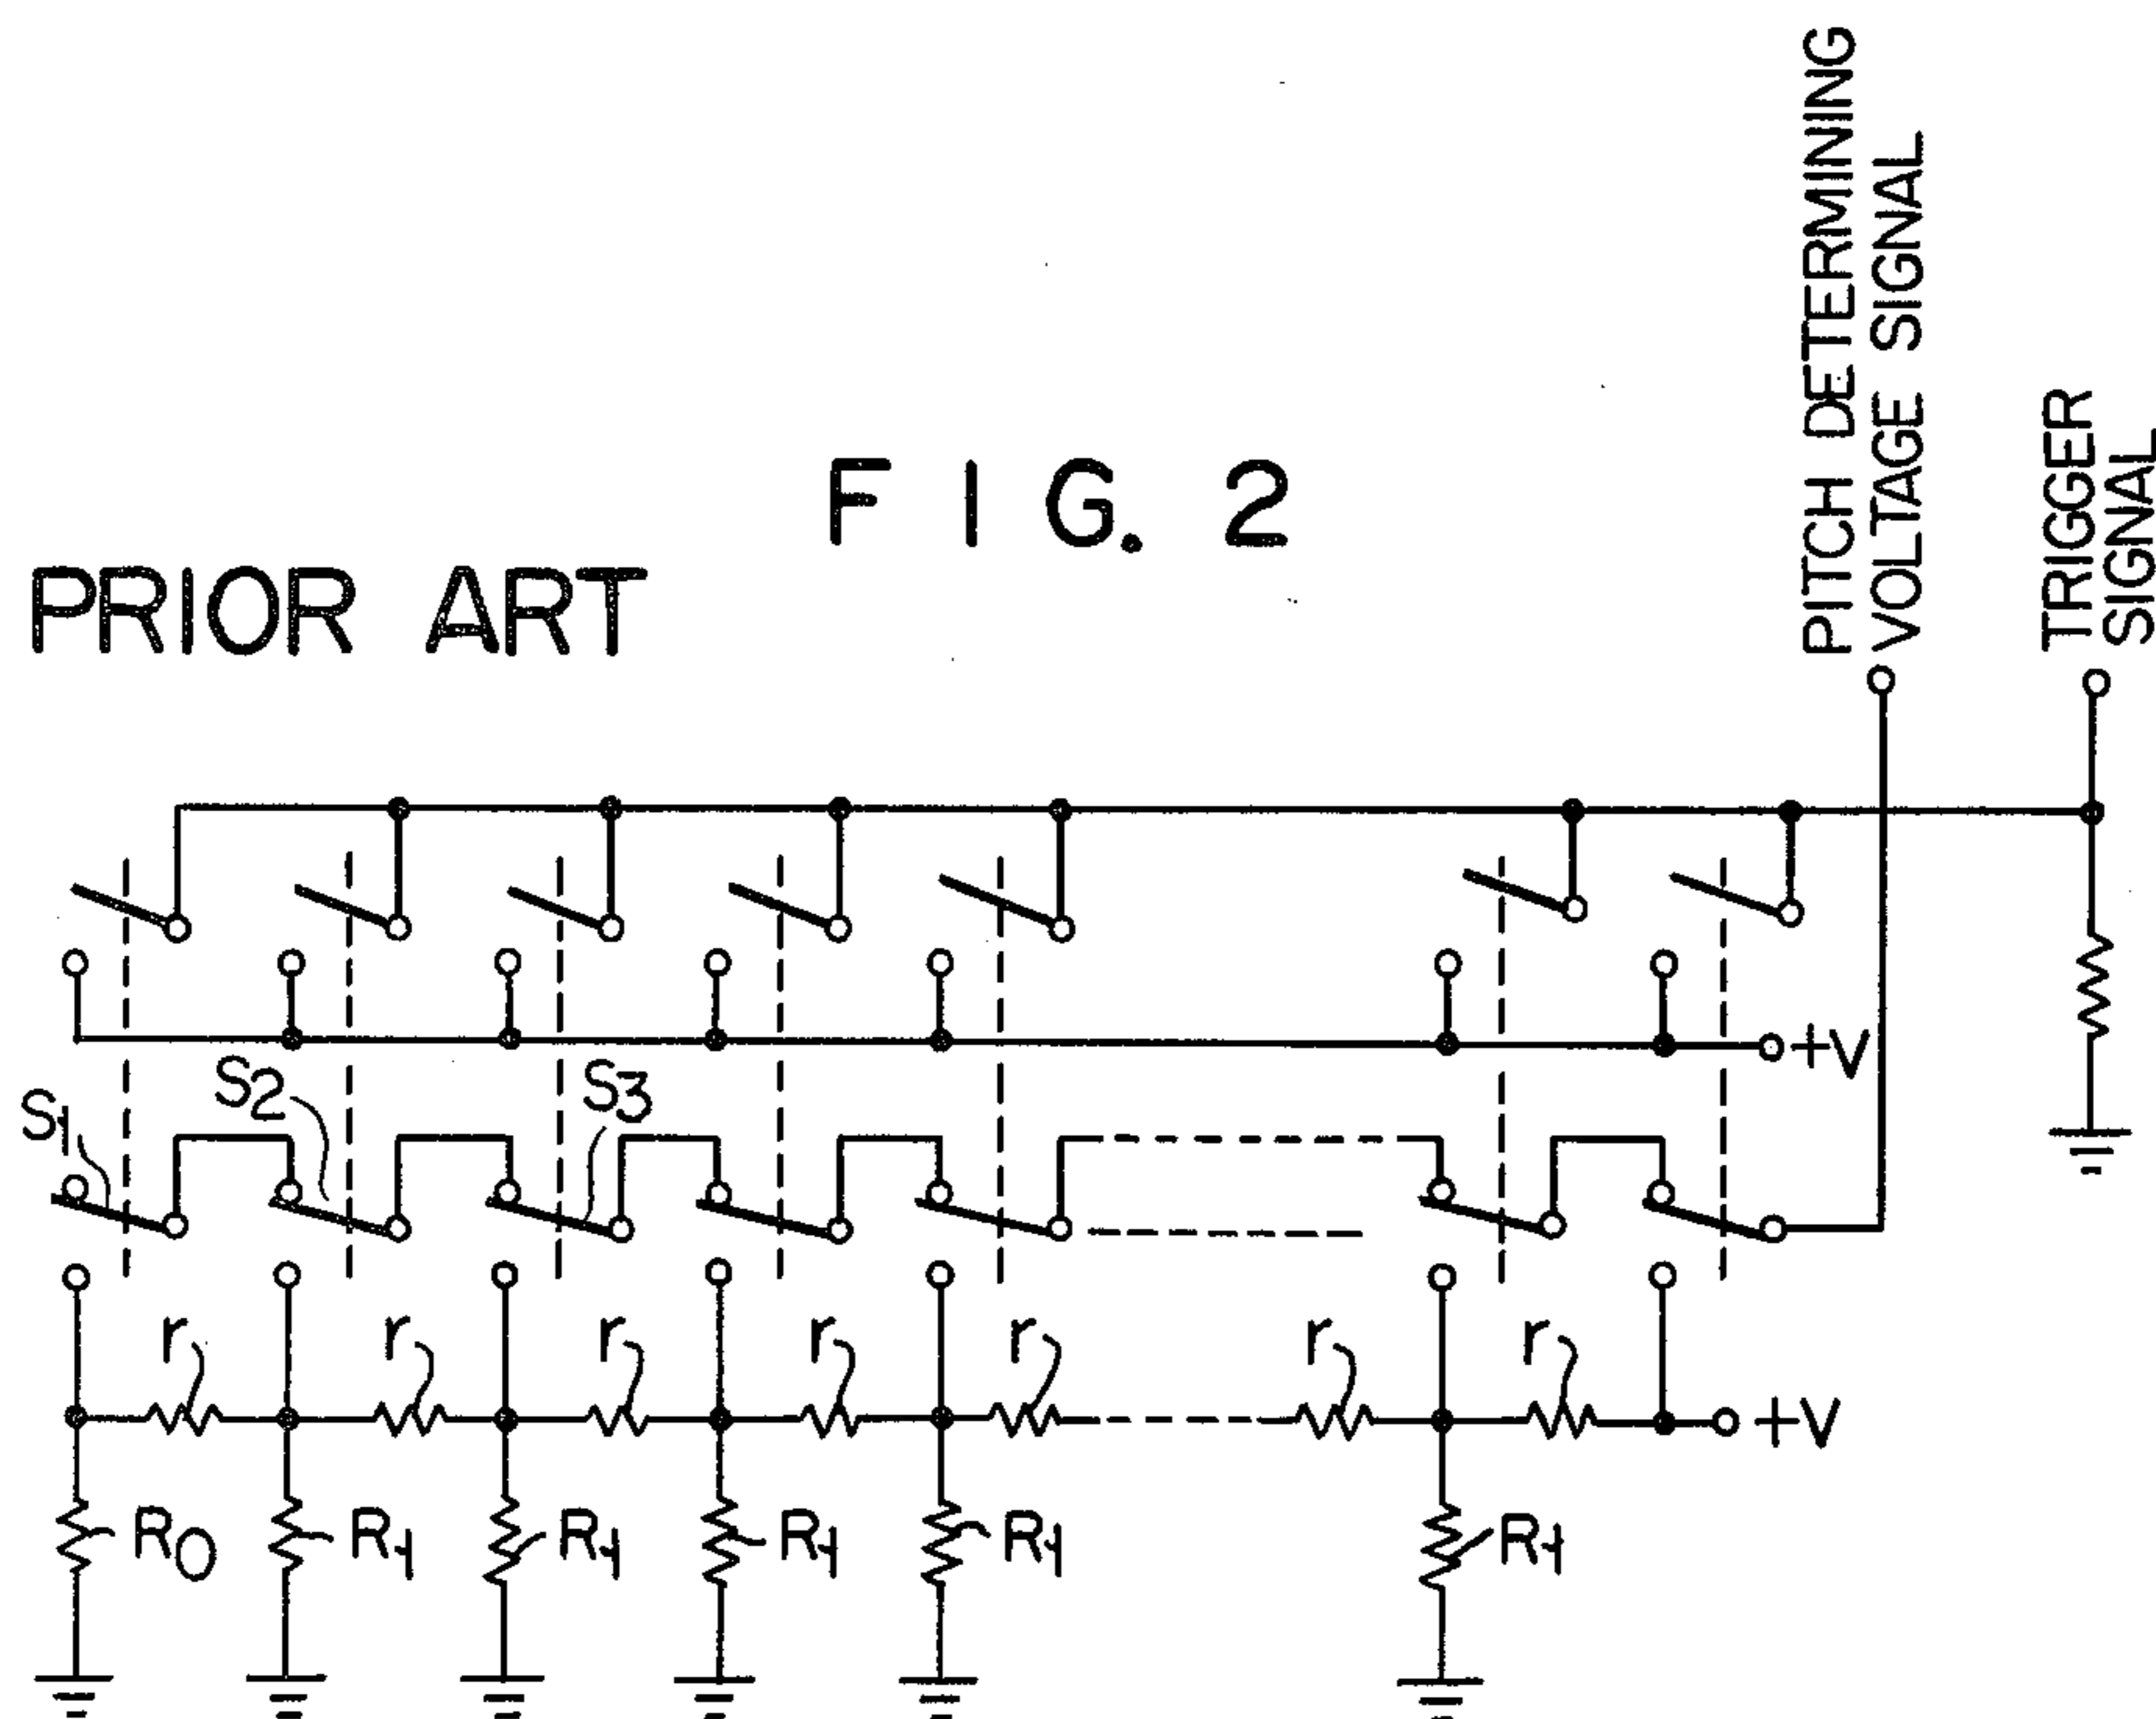 FIG. 2
PRIOR ART
PITCH DETERMINING
VOLTAGE SIGNAL
TRIGGER
SIGNAL
+V
S1
S2
S3
r r r r r r r
+V
R0 R1 R1 R1 R1 R1